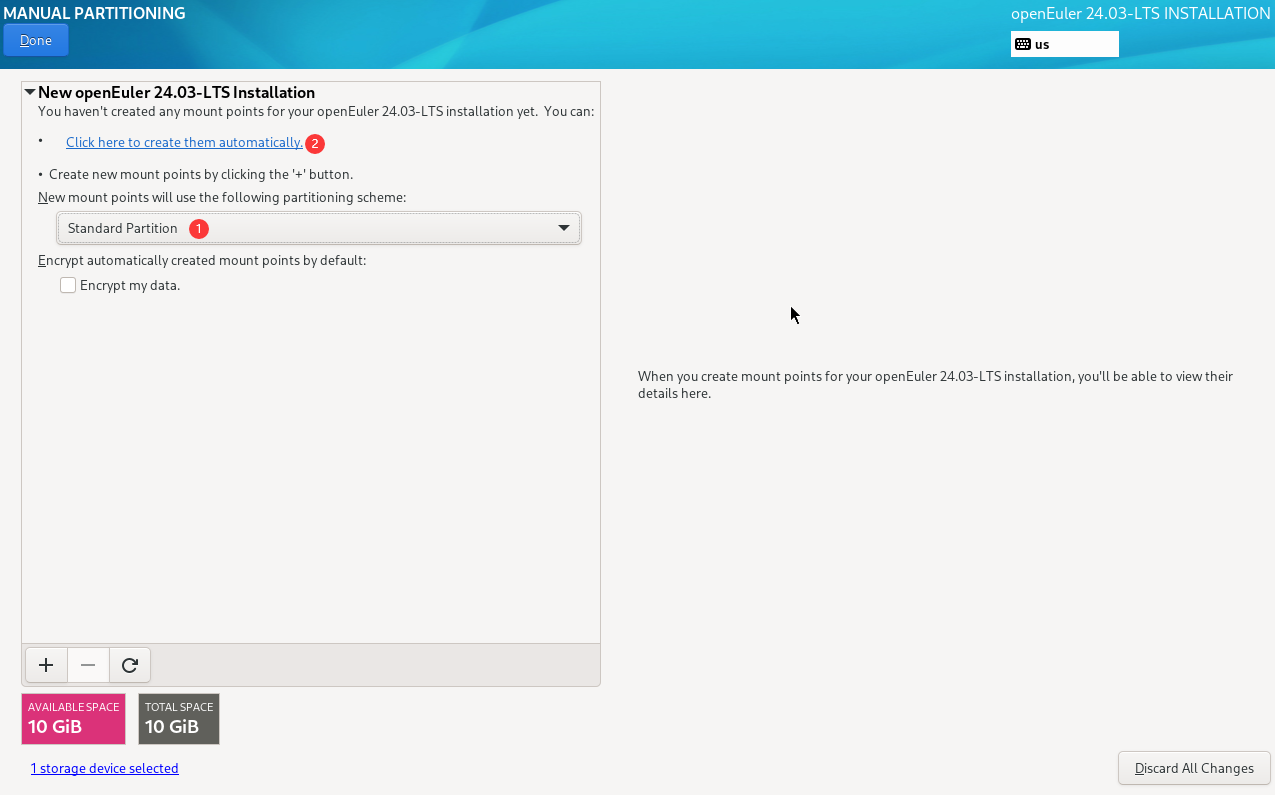 MANUAL PARTITIONING
openEuler 24.03-LTS INSTALLATION
Done
us
New openEuler 24.03-LTS Installation
You haven't created any mount points for your openEuler 24.03-LTS installation yet.  You can:
• Click here to create them automatically. 2
• Create new mount points by clicking the '+' button.
New mount points will use the following partitioning scheme:
Standard Partition 1
Encrypt automatically created mount points by default:
Encrypt my data.
When you create mount points for your openEuler 24.03-LTS installation, you'll be able to view their
details here.
AVAILABLE SPACE
10 GiB
TOTAL SPACE
10 GiB
1 storage device selected
Discard All Changes